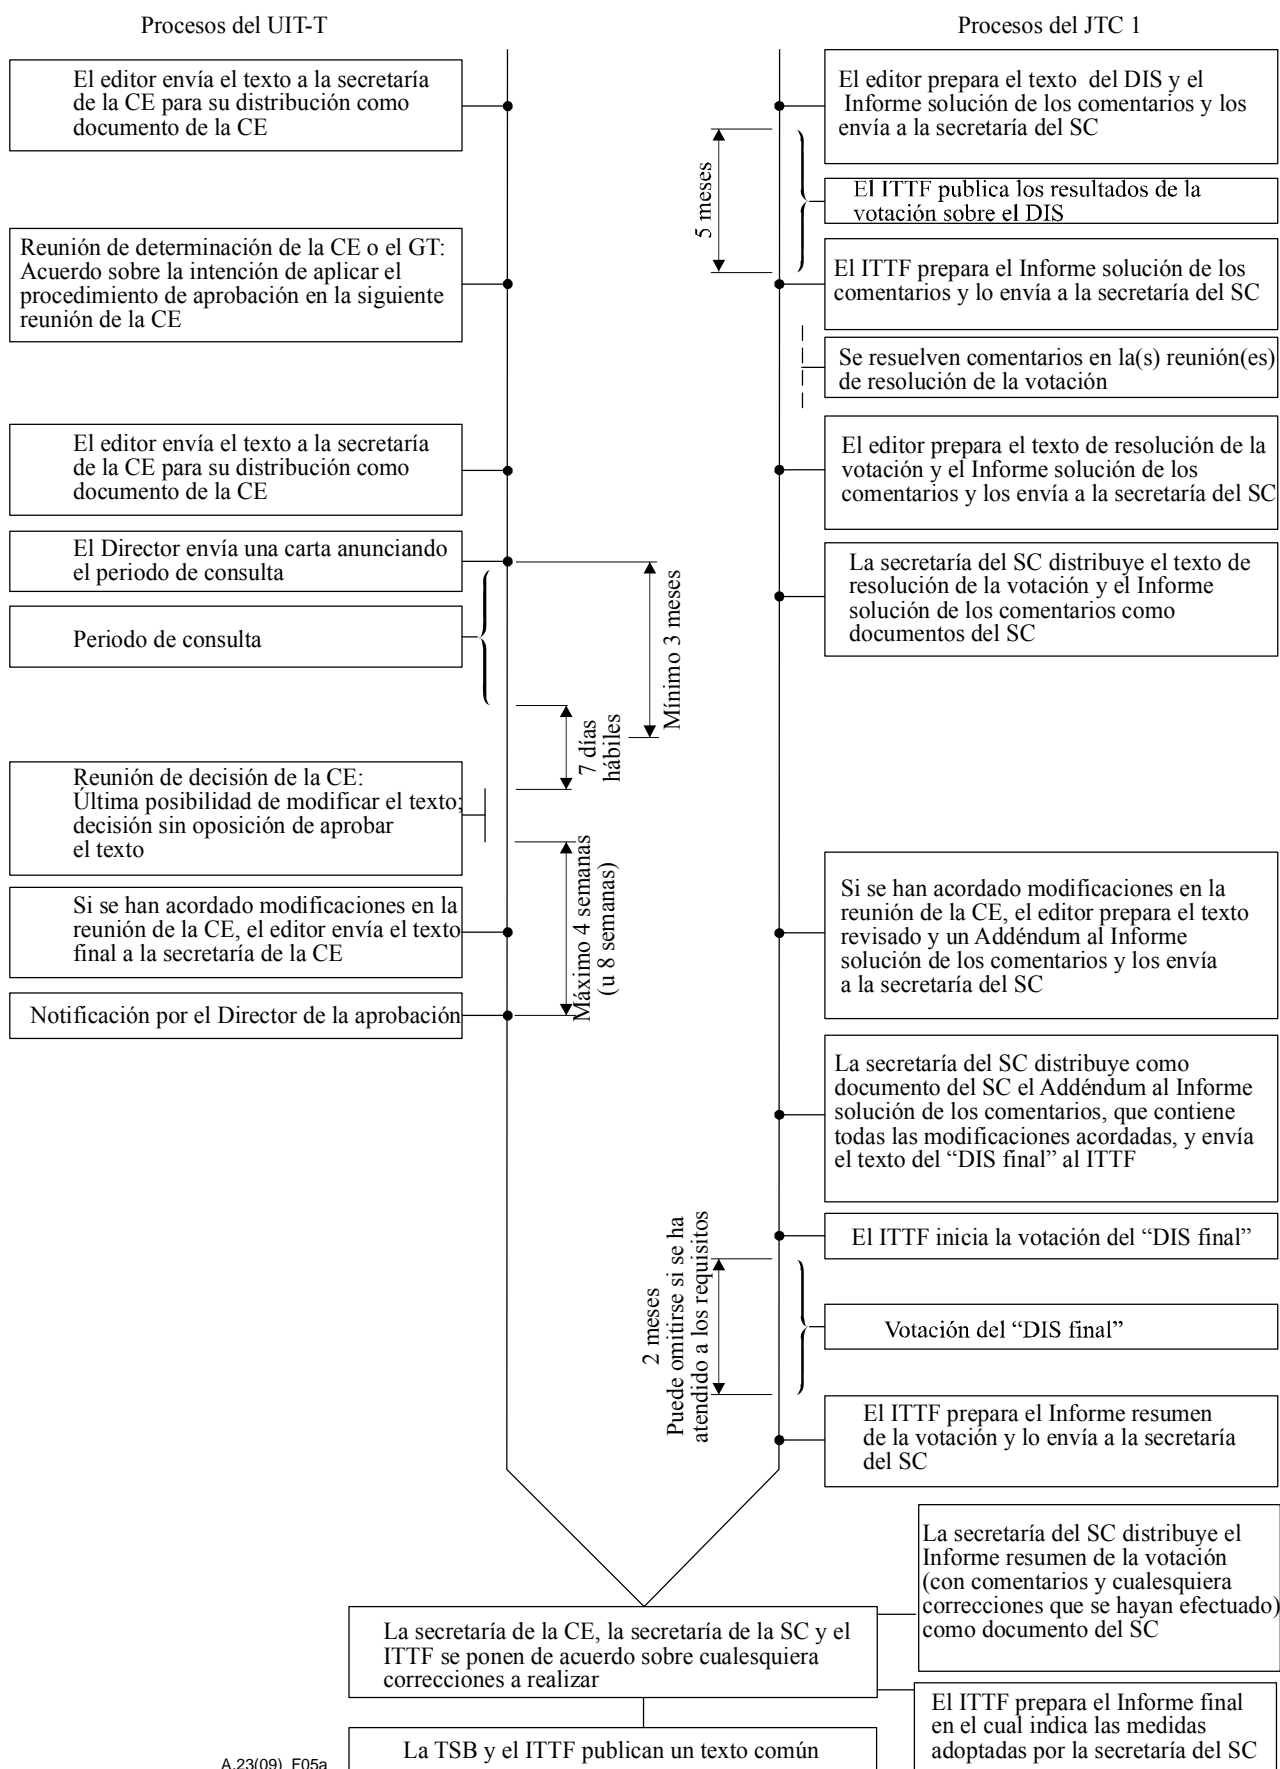 Procesos del UIT-T
Procesos del JTC 1
El editor envía el texto a la secretaría
de la CE para su distribución como
documento de la CE
Reunión de determinación de la CE o el GT:
Acuerdo sobre la intención de aplicar el
procedimiento de aprobación en la siguiente
reunión de la CE
El editor envía el texto a la secretaría
de la CE para su distribución como
documento de la CE
El Director envía una carta anunciando
el periodo de consulta
Periodo de consulta
Reunión de decisión de la CE:
Última posibilidad de modificar el texto;
decisión sin oposición de aprobar
el texto
Si se han acordado modificaciones en la
reunión de la CE, el editor envía el texto
final a la secretaría de la CE
Notificación por el Director de la aprobación
Mínimo 3 meses
7 días
hábiles
Máximo 4 semanas
(u 8 semanas)
5 meses
2 meses
Puede omitirse si se ha
atendido a los requisitos
El editor prepara el texto del DIS y el
Informe solución de los comentarios y los
envía a la secretaría del SC
El ITTF publica los resultados de la
votación sobre el DIS
El ITTF prepara el Informe solución de los
comentarios y lo envía a la secretaría del SC
Se resuelven comentarios en la(s) reunión(es)
de resolución de la votación
El editor prepara el texto de resolución de la
votación y el Informe solución de los
comentarios y los envía a la secretaría del SC
La secretaría del SC distribuye el texto de
resolución de la votación y el Informe
solución de los comentarios como
documentos del SC
Si se han acordado modificaciones en la
reunión de la CE, el editor prepara el texto
revisado y un Addéndum al Informe
solución de los comentarios y los envía
a la secretaría del SC
La secretaría del SC distribuye como
documento del SC el Addéndum al Informe
solución de los comentarios, que contiene
todas las modificaciones acordadas, y envía
el texto del “DIS final” al ITTF
El ITTF inicia la votación del “DIS final”
Votación del “DIS final”
El ITTF prepara el Informe resumen
de la votación y lo envía a la secretaría
del SC
La secretaría del SC distribuye el
Informe resumen de la votación
(con comentarios y cualesquiera
correcciones que se hayan efectuado)
como documento del SC
La secretaría de la CE, la secretaría de la SC y el
ITTF se ponen de acuerdo sobre cualesquiera
correcciones a realizar
El ITTF prepara el Informe final
en el cual indica las medidas
adoptadas por la secretaría del SC
La TSB y el ITTF publican un texto común
A.23(09)_F05a